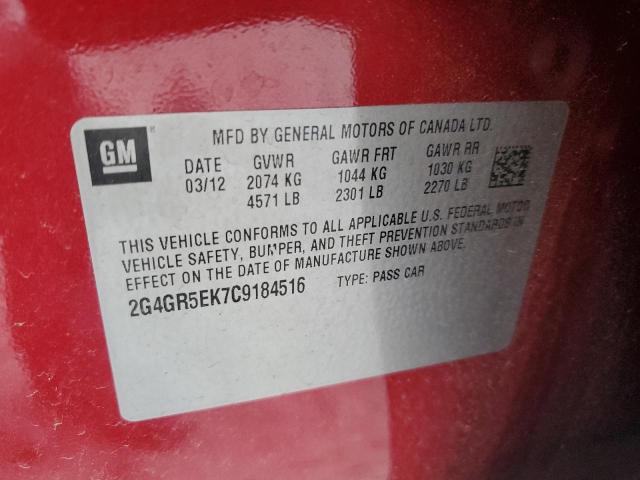 GM
MFD BY GENERAL MOTORS OF CANADA LTD.
DATE GVWR GAWR FRT GAWR RR
03/12 2074 KG 1044 KG 1030 KG
4571 LB 2301 LB 2270 LB
THIS VEHICLE CONFORMS TO ALL APPLICABLE U.S. FEDERAL MOTOR
VEHICLE SAFETY, BUMPER, AND THEFT PREVENTION STANDARDS IN
EFFECT ON THE DATE OF MANUFACTURE SHOWN ABOVE.
2G4GR5EK7C9184516 TYPE: PASS CAR